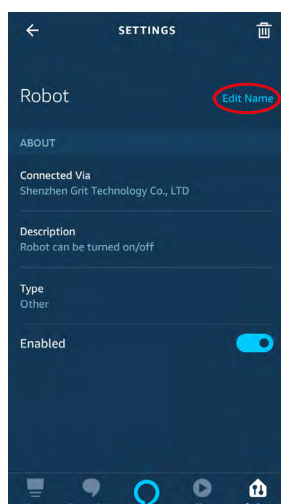 SETTINGS
Robot
Edit Name
ABOUT
Connected Via
Shenzhen Grit Technology Co., LTD
Description
Robot can be turned on/off
Type
Other
Enabled